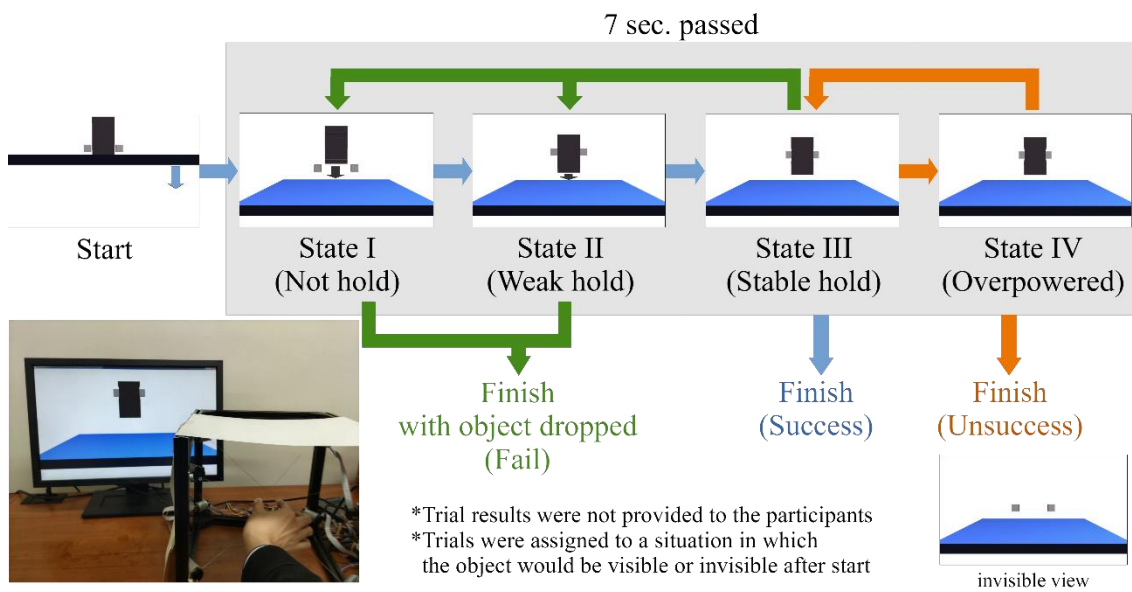 7 sec. passed
Start
State I
(Not hold)
State II
(Weak hold)
State III
(Stable hold)
State IV
(Overpowered)
Finish
with object dropped
(Fail)
Finish
(Success)
Finish
(Unsuccess)
*Trial results were not provided to the participants
*Trials were assigned to a situation in which
the object would be visible or invisible after start
invisible view